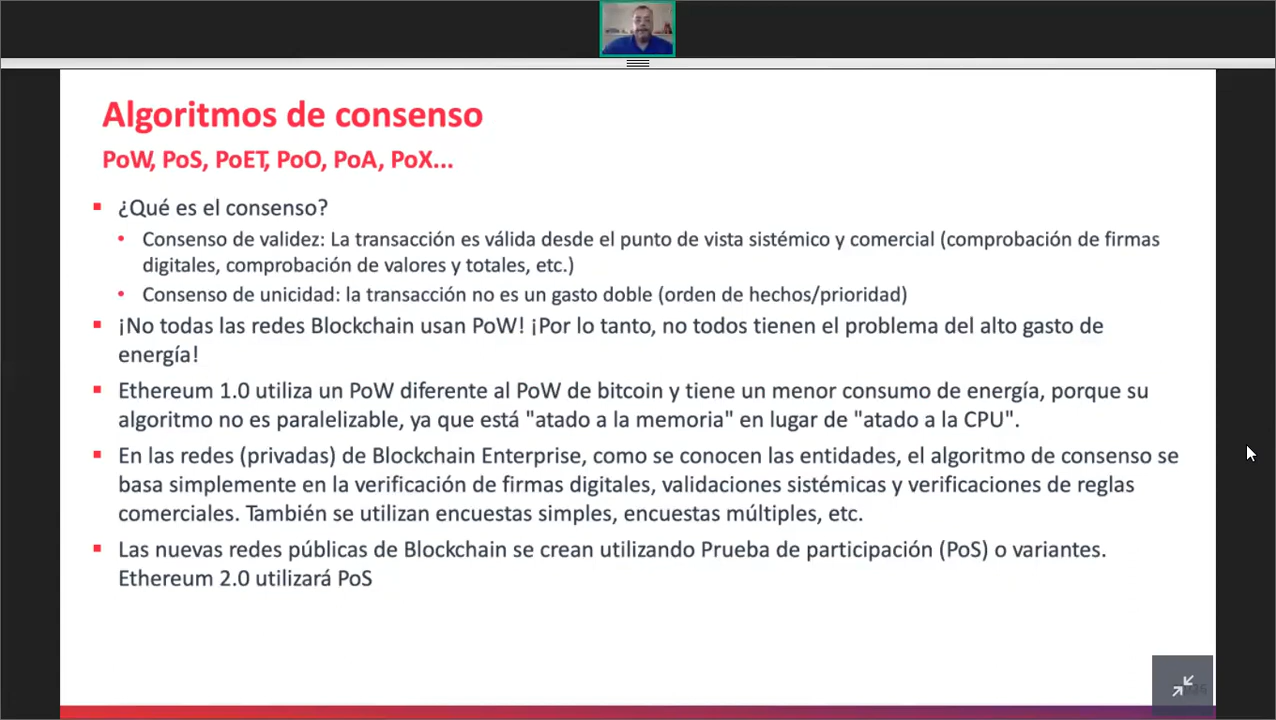 Algoritmos de consenso
PoW, PoS, PoET, PoO, PoA, PoX...
¿Qué es el consenso?
Consenso de validez: La transacción es válida desde el punto de vista sistémico y comercial (comprobación de firmas
digitales, comprobación de valores y totales, etc.)
Consenso de unicidad: la transacción no es un gasto doble (orden de hechos/prioridad)
¡No todas las redes Blockchain usan PoW! ¡Por lo tanto, no todos tienen el problema del alto gasto de
energía!
Ethereum 1.0 utiliza un PoW diferente al PoW de bitcoin y tiene un menor consumo de energía, porque su
algoritmo no es paralelizable, ya que está "atado a la memoria" en lugar de "atado a la CPU".
En las redes (privadas) de Blockchain Enterprise, como se conocen las entidades, el algoritmo de consenso se
basa simplemente en la verificación de firmas digitales, validaciones sistémicas y verificaciones de reglas
comerciales. También se utilizan encuestas simples, encuestas múltiples, etc.
Las nuevas redes públicas de Blockchain se crean utilizando Prueba de participación (PoS) o variantes.
Ethereum 2.0 utilizará PoS